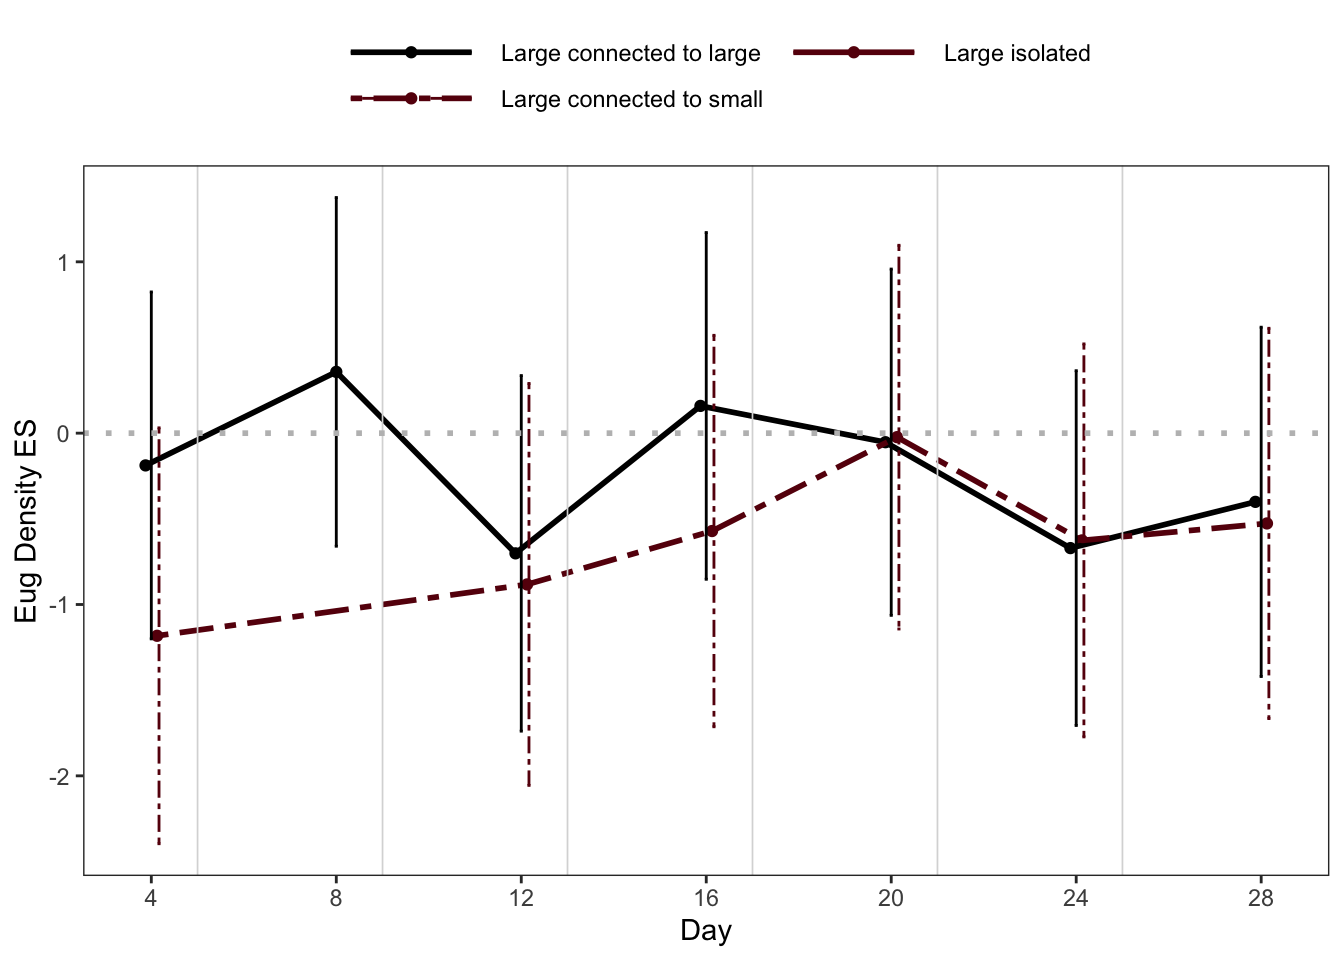 Large connected to large
Large isolated
Large connected to small
Eug Density ES
1
0
-1
-2
4 8 12 16 20 24 28
Day